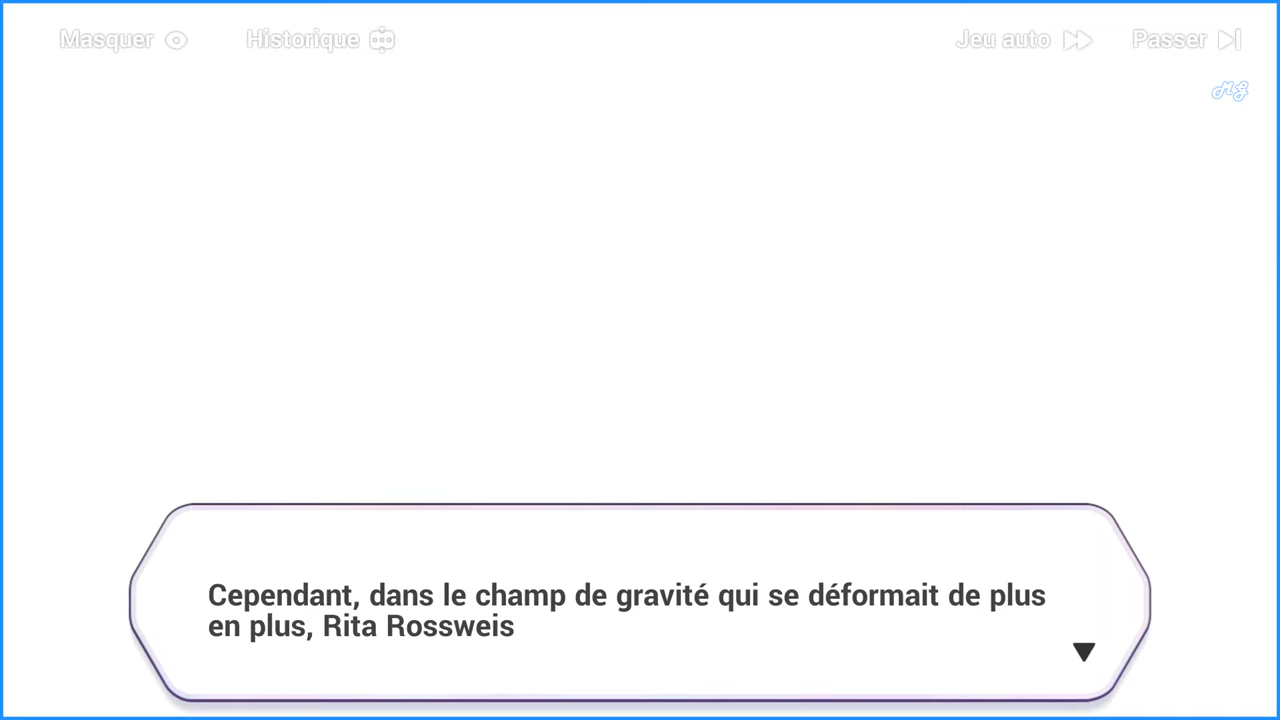 Masquer
Historique
Jeu auto
Passer
MG
Cependant, dans le champ de gravité qui se déformait de plus
en plus, Rita Rossweis